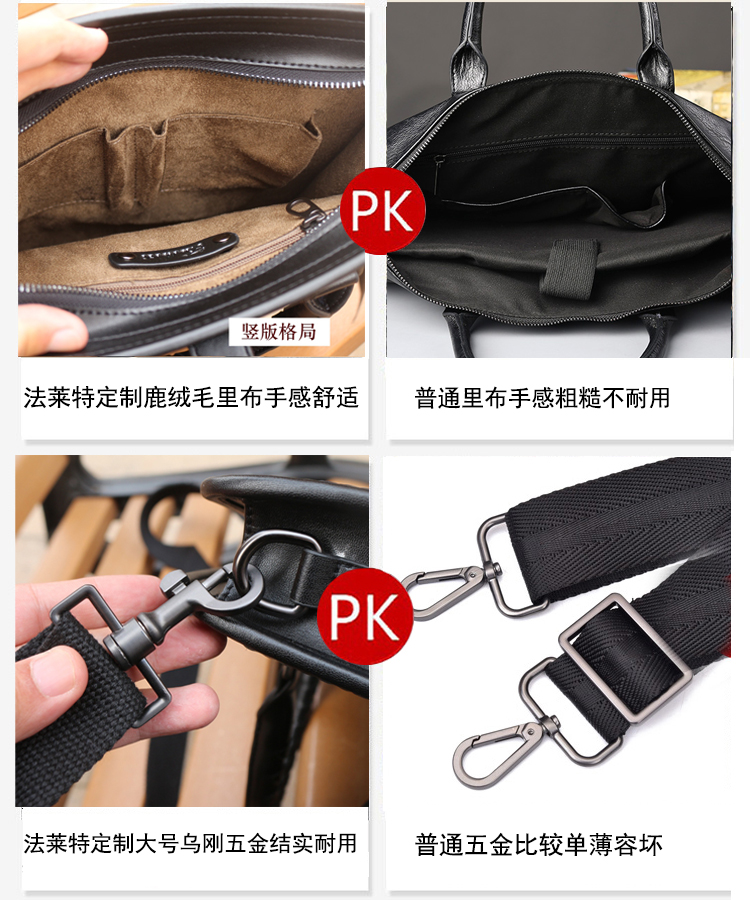 PK
竖版格局
法莱特定制鹿绒毛里布手感舒适
普通里布手感粗糙不耐用
PK
法莱特定制大号乌刚五金结实耐用
普通五金比较单薄容坏